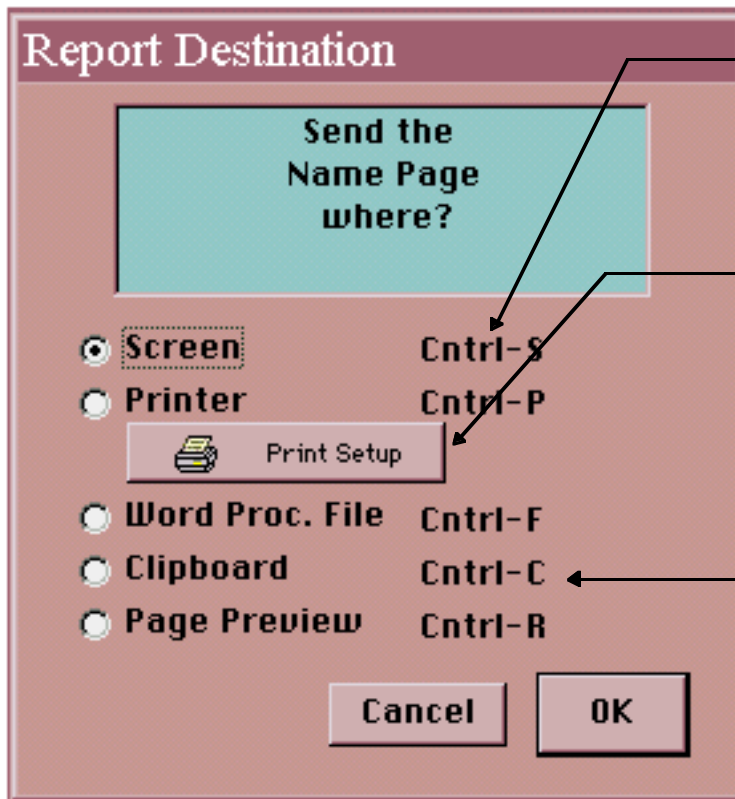 Report Destination
Send the
Name Page
where?
Screen Cntrl-S
Printer Cntrl-P
Print Setup
Word Proc. File Cntrl-F
Clipboard Cntrl-C
Page Preview Cntrl-R
Cancel OK